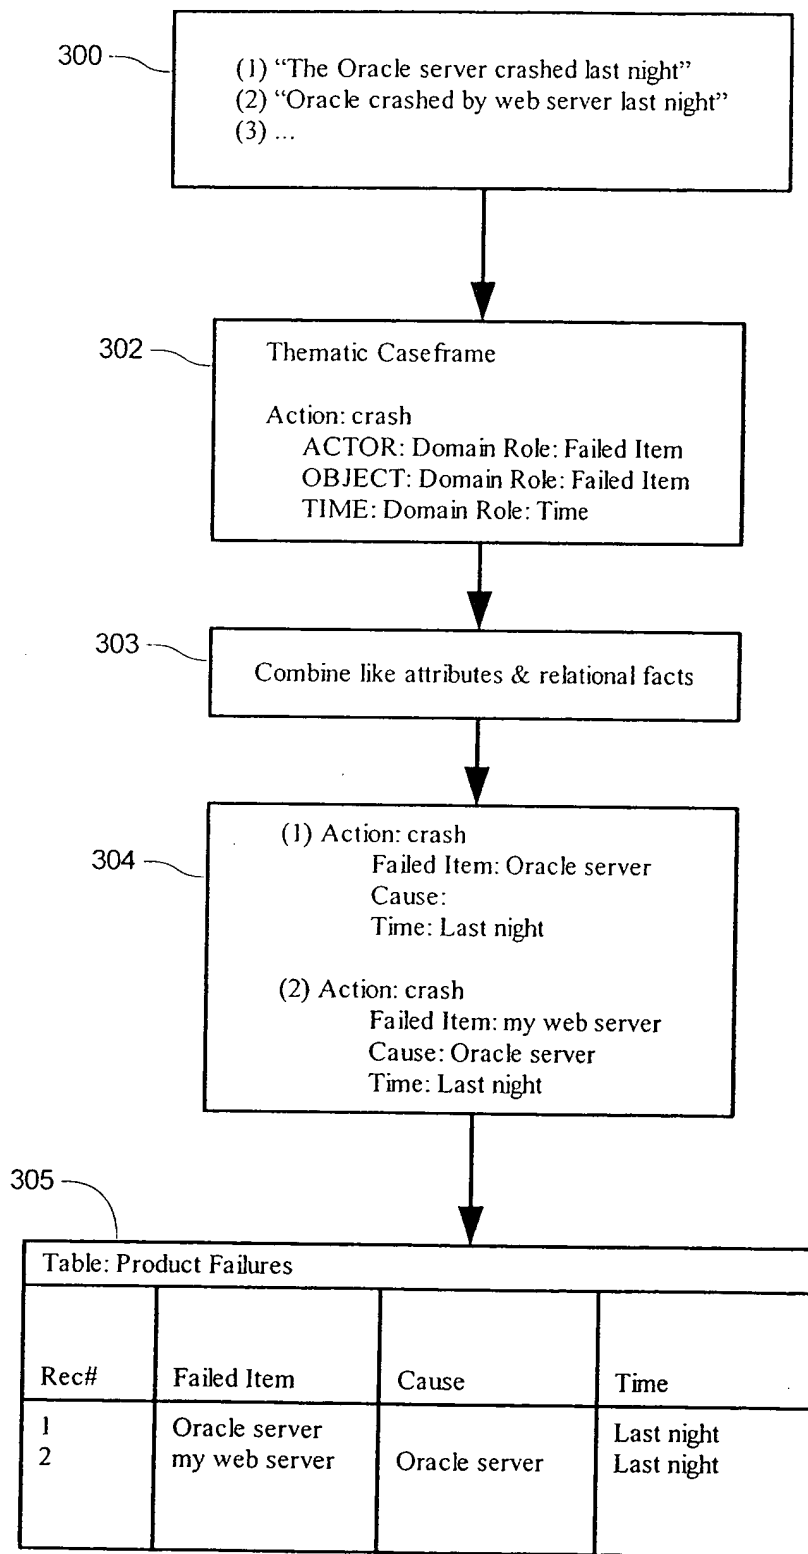 300
(1) “The Oracle server crashed last night”
(2) “Oracle crashed by web server last night”
(3) ...
302
Thematic Caseframe
Action: crash
ACTOR: Domain Role: Failed Item
OBJECT: Domain Role: Failed Item
TIME: Domain Role: Time
303
Combine like attributes & relational facts
304
(1) Action: crash
Failed Item: Oracle server
Cause:
Time: Last night
(2) Action: crash
Failed Item: my web server
Cause: Oracle server
Time: Last night
305
Table: Product Failures
Rec# Failed Item Cause Time
1 Oracle server Last night
2 my web server Oracle server Last night